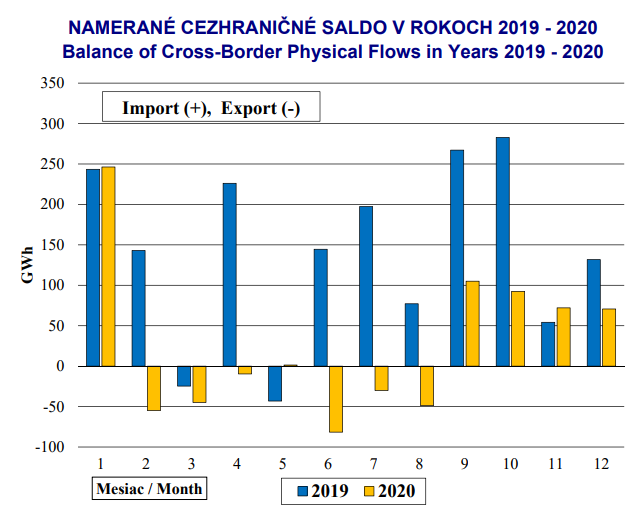 NAMERANÉ CEZHRANIČNÉ SALDO V ROKOCH 2019 - 2020
Balance of Cross-Border Physical Flows in Years 2019 - 2020
Import (+), Export (-)
GWh
350
300
250
200
150
100
50
0
-50
-100
1 2 3 4 5 6 7 8 9 10 11 12
Mesiac / Month
2019 2020